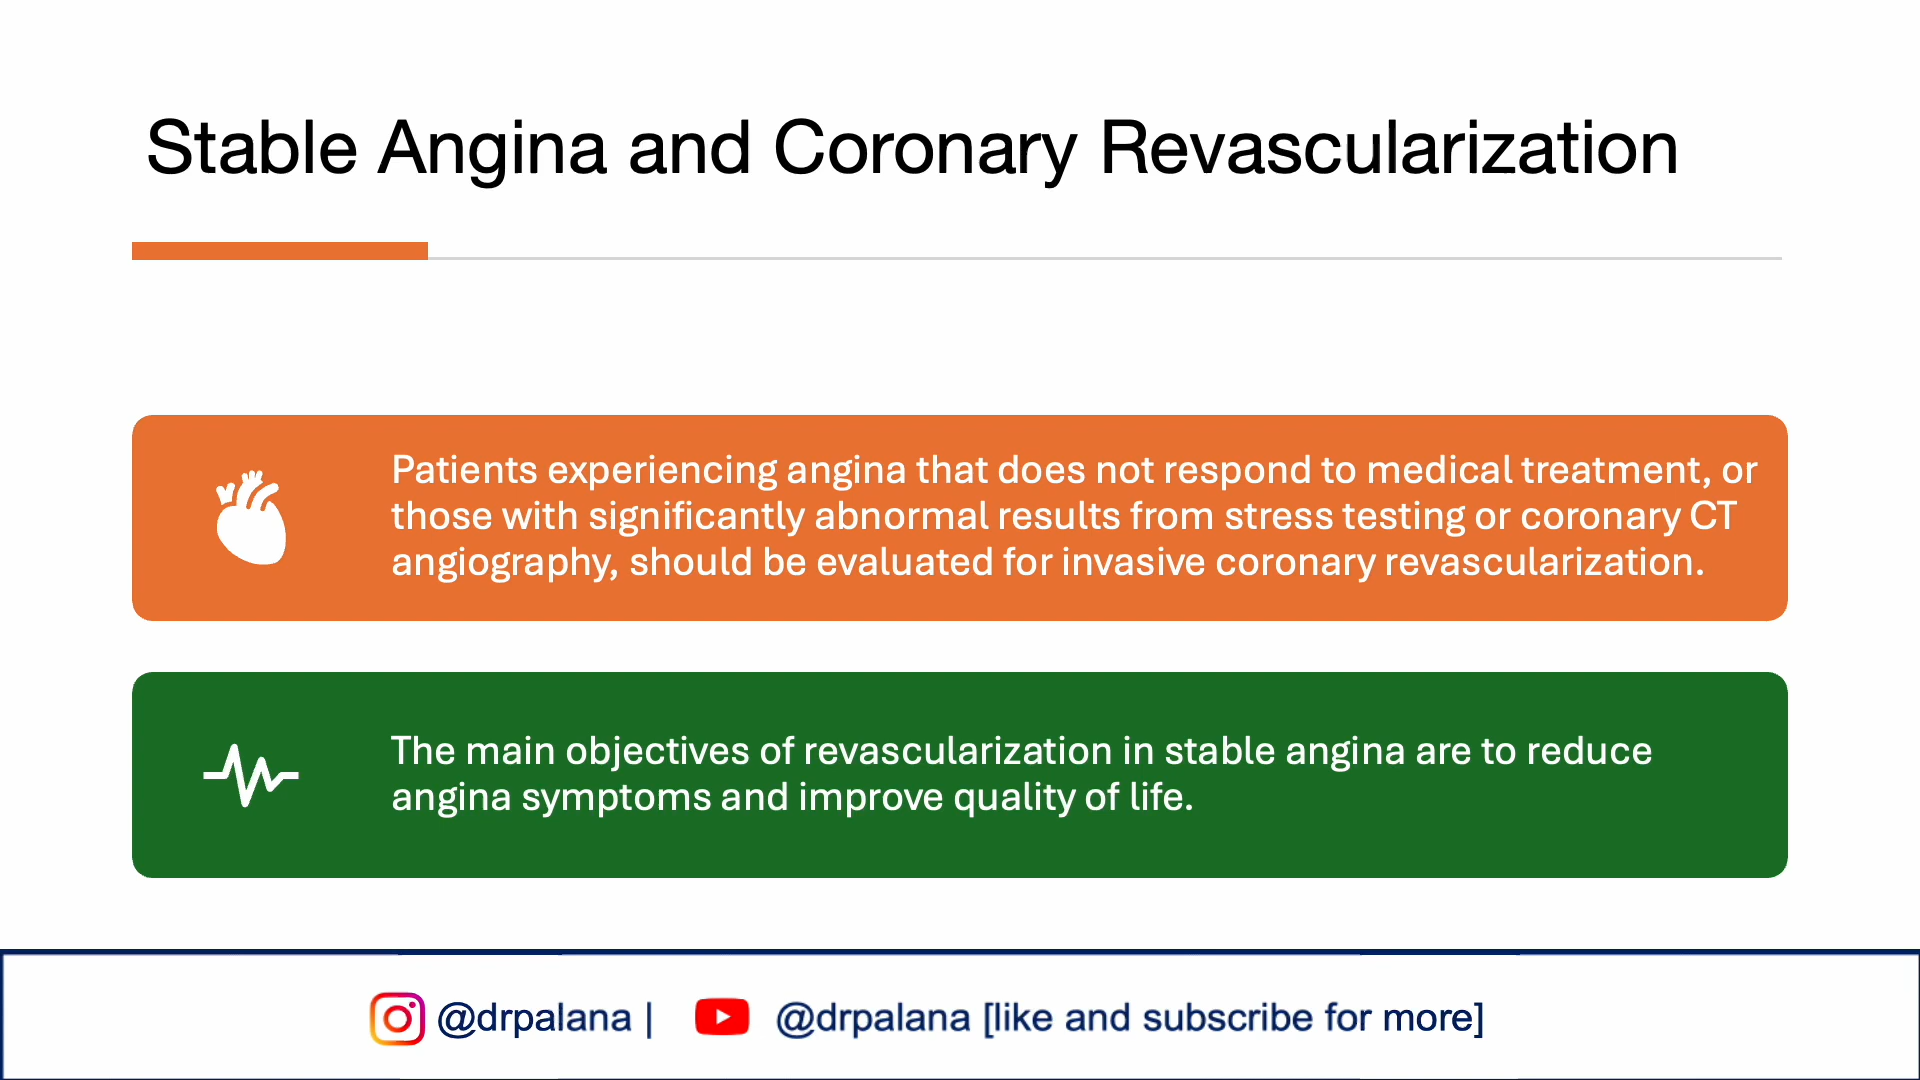 Stable Angina and Coronary Revascularization
Patients experiencing angina that does not respond to medical treatment, or
those with significantly abnormal results from stress testing or coronary CT
angiography, should be evaluated for invasive coronary revascularization.
The main objectives of revascularization in stable angina are to reduce
angina symptoms and improve quality of life.
@drpalana | @drpalana [like and subscribe for more]